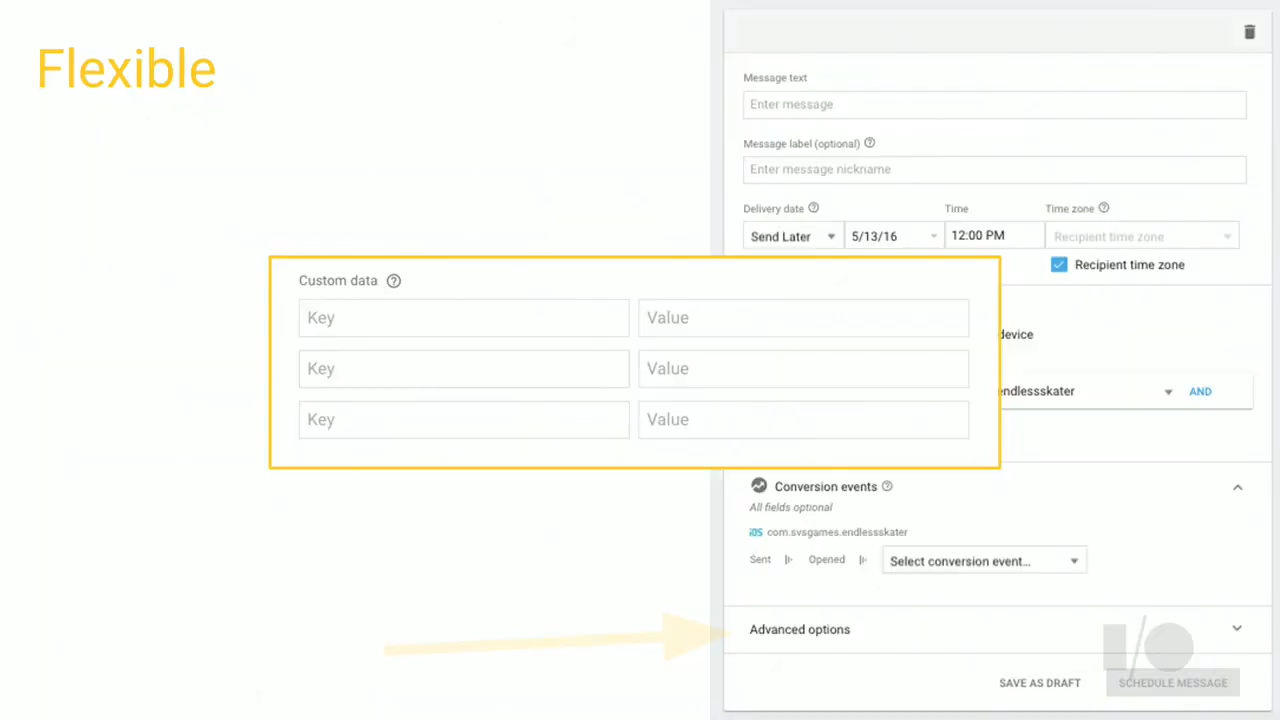 Flexible
Message text
Enter message
Message label (optional)
Enter message nickname
Delivery date Time Time zone
Send Later 5/13/16 12:00 PM Recipient time zone
Recipient time zone
Custom data
Key Value
Key Value
Key Value
device
endlessskater AND
Conversion events
All fields optional
iOS com.svsgames.endlessskater
Sent Opened Select conversion event...
Advanced options
I/O
SAVE AS DRAFT SCHEDULE MESSAGE